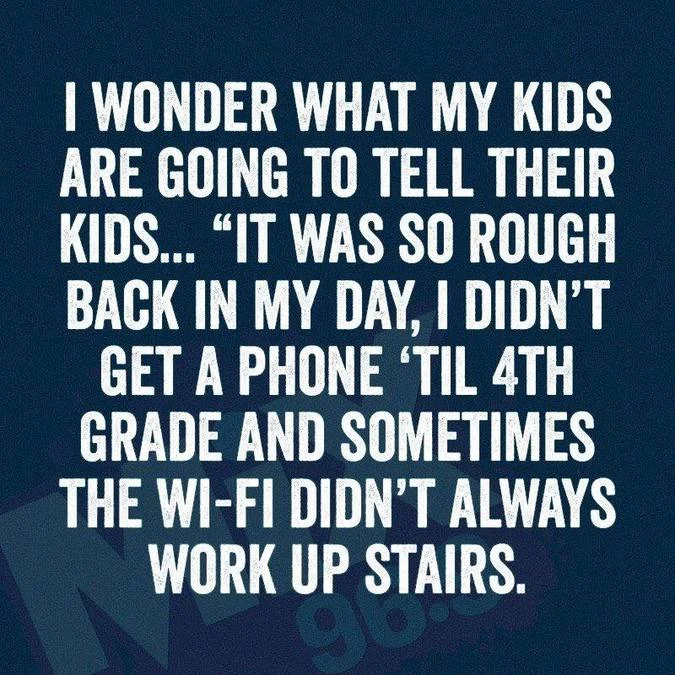 I WONDER WHAT MY KIDS
ARE GOING TO TELL THEIR
KIDS... “IT WAS SO ROUGH
BACK IN MY DAY, I DIDN’T
GET A PHONE ‘TIL 4TH
GRADE AND SOMETIMES
THE WI-FI DIDN’T ALWAYS
WORK UP STAIRS.
MIX